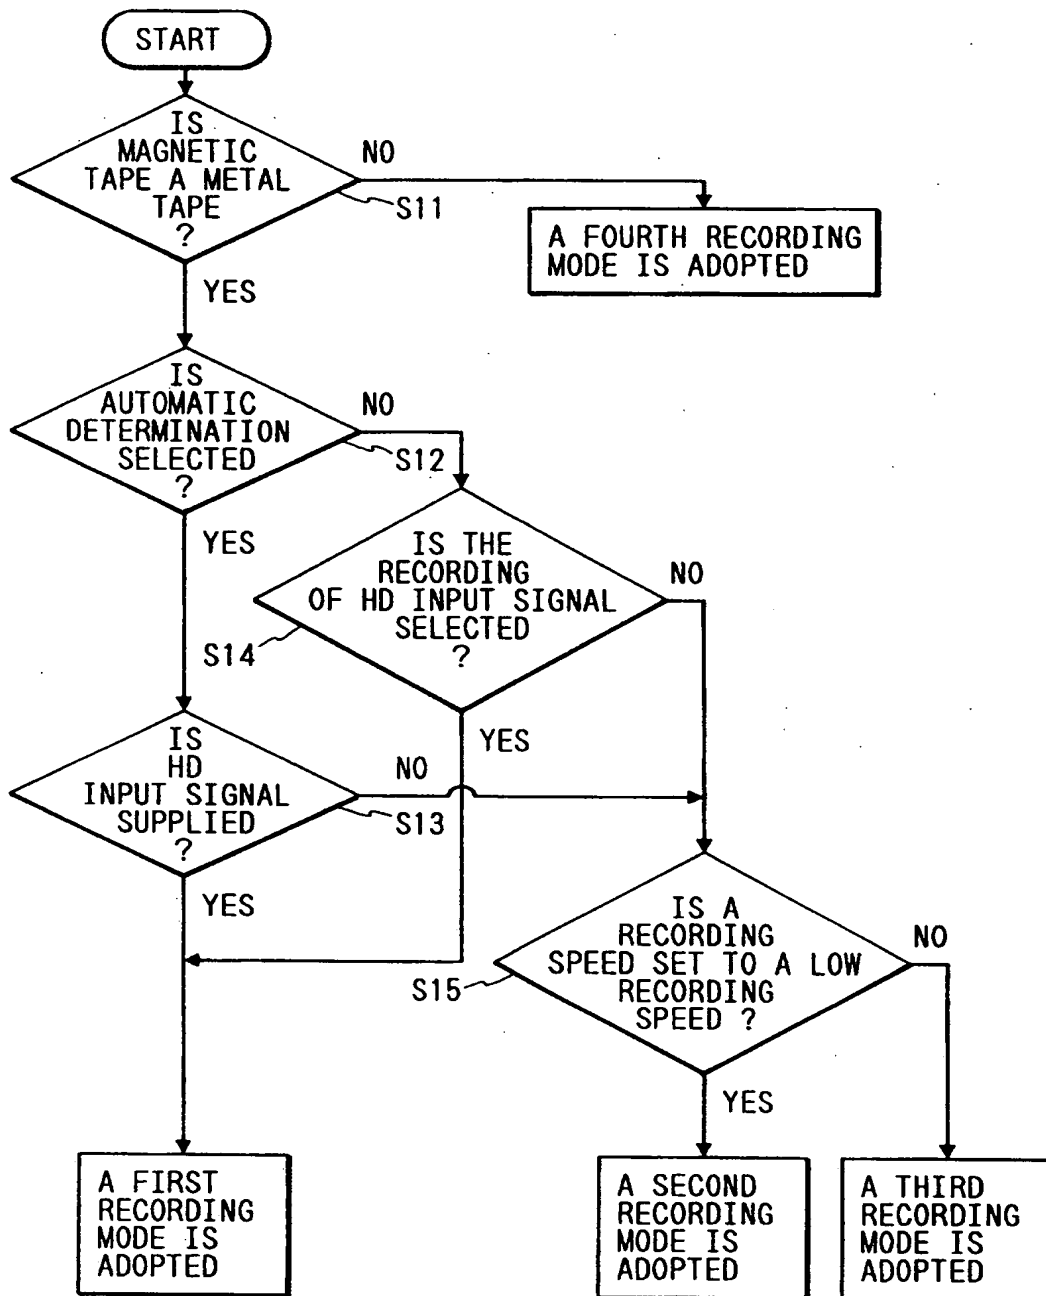 START
IS
MAGNETIC
TAPE A METAL
TAPE
?
NO
S11
A FOURTH RECORDING
MODE IS ADOPTED
YES
IS
AUTOMATIC
DETERMINATION
SELECTED
?
NO
S12
YES
IS THE
RECORDING
OF HD INPUT SIGNAL
SELECTED
?
NO
S14
YES
IS
HD
INPUT SIGNAL
SUPPLIED
?
NO
S13
YES
IS A
RECORDING
SPEED SET TO A LOW
RECORDING
SPEED ?
NO
S15
YES
A FIRST
RECORDING
MODE IS
ADOPTED
A SECOND
RECORDING
MODE IS
ADOPTED
A THIRD
RECORDING
MODE IS
ADOPTED